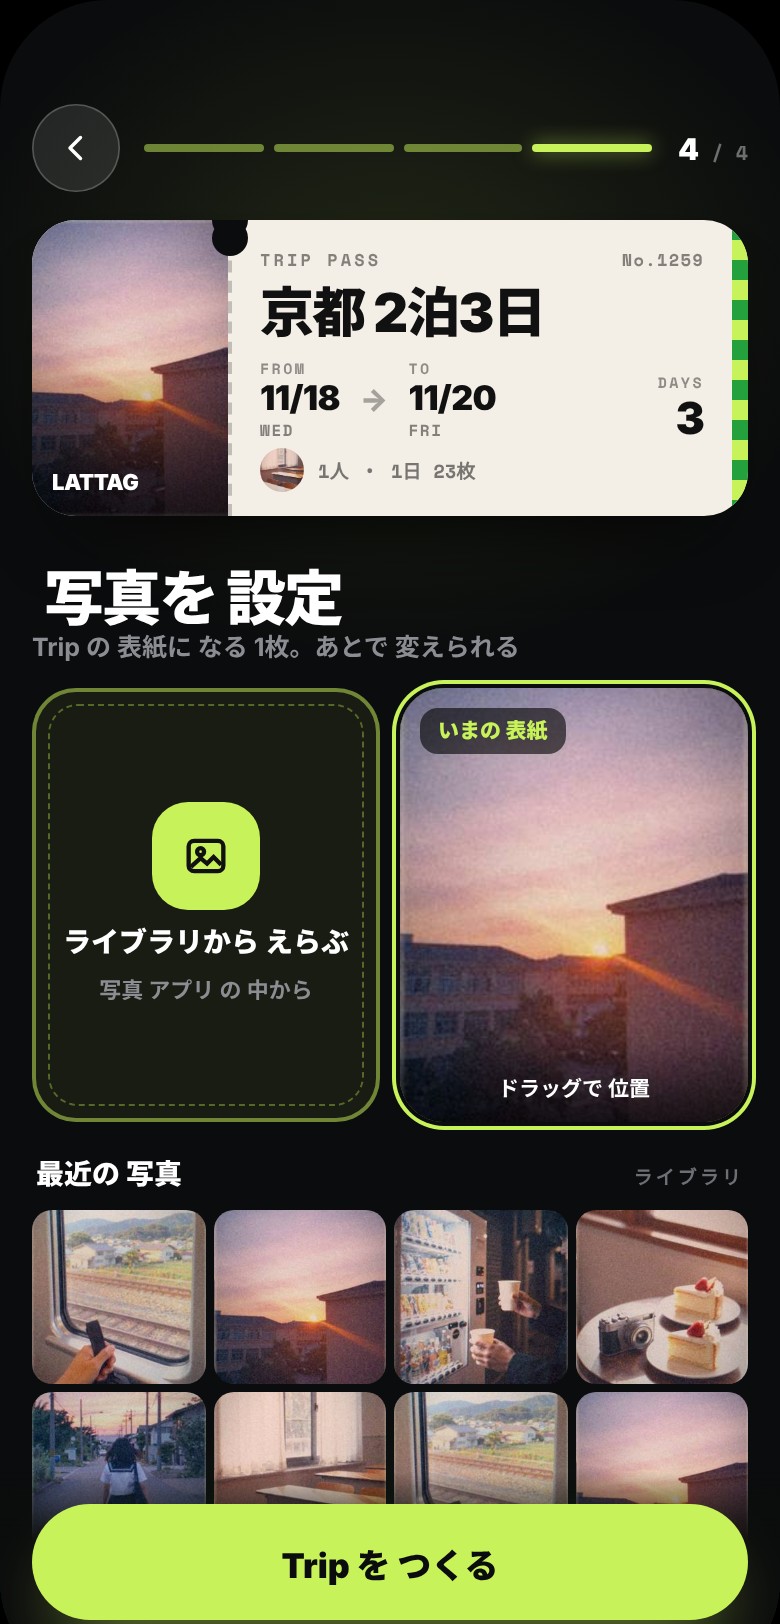 4 / 4
TRIP PASS
No.1259
京都 2泊3日
FROM
TO
11/18 → 11/20
WED
FRI
DAYS
3
1人 ・ 1日 23枚
LATTAG
写真を 設定
Trip の 表紙に なる 1枚。あとで 変えられる
いまの 表紙
ライブラリから えらぶ
写真 アプリ の 中から
ドラッグで 位置
最近の 写真
ライブラリ
Trip を つくる